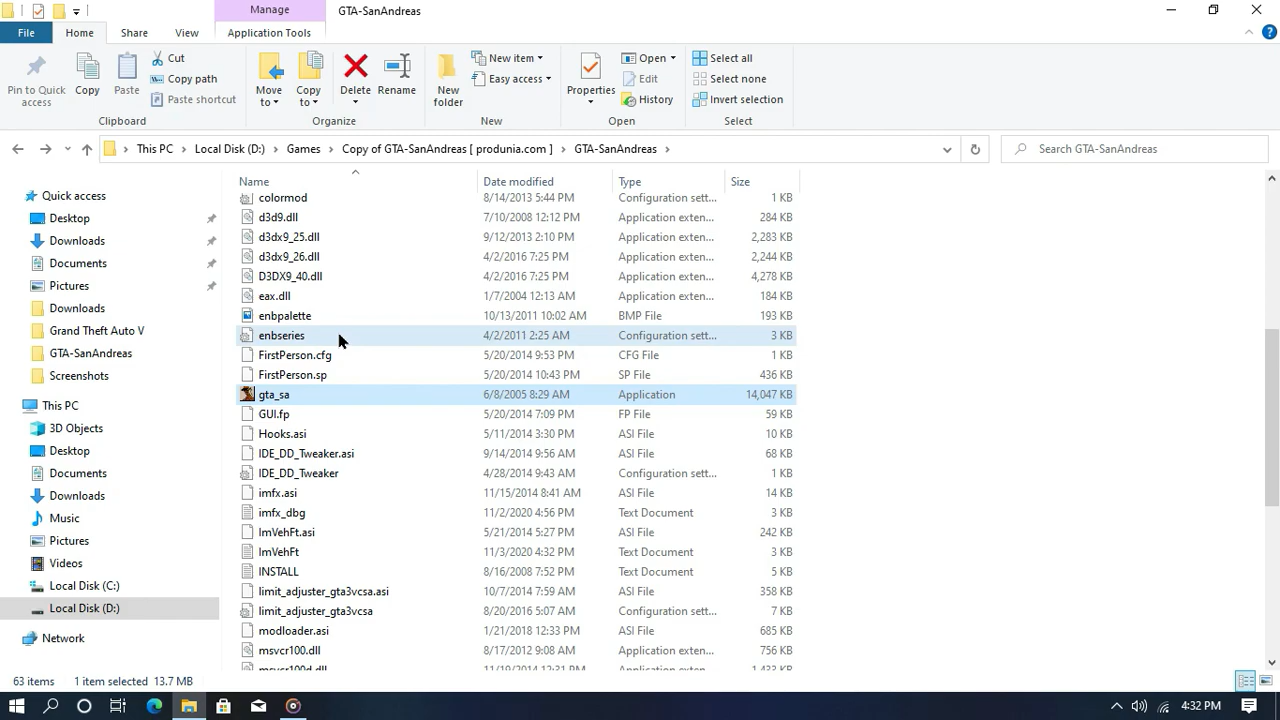 Manage
GTA-SanAndreas
File
Home
Share
View
Application Tools
Pin to Quick access
Copy
Paste
Cut
Copy path
Paste shortcut
Clipboard
Move to
Copy to
Delete
Rename
Organize
New folder
New item
Easy access
New
Properties
Open
Edit
History
Open
Select all
Select none
Invert selection
Select
This PC
Local Disk (D:)
Games
Copy of GTA-SanAndreas [ produnia.com ]
GTA-SanAndreas
Search GTA-SanAndreas
Quick access
Desktop
Downloads
Documents
Pictures
Downloads
Grand Theft Auto V
GTA-SanAndreas
Screenshots
This PC
3D Objects
Desktop
Documents
Downloads
Music
Pictures
Videos
Local Disk (C:)
Local Disk (D:)
Network
Name Date modified Type Size
colormod 8/14/2013 5:44 PM Configuration sett... 1 KB
d3d9.dll 7/10/2008 12:12 PM Application exten... 284 KB
d3dx9_25.dll 9/12/2013 2:10 PM Application exten... 2,283 KB
d3dx9_26.dll 4/2/2016 7:25 PM Application exten... 2,244 KB
D3DX9_40.dll 4/2/2016 7:25 PM Application exten... 4,278 KB
eax.dll 1/7/2004 12:13 AM Application exten... 184 KB
enbpalette 10/13/2011 10:02 AM BMP File 193 KB
enbseries 4/2/2011 2:25 AM Configuration sett... 3 KB
FirstPerson.cfg 5/20/2014 9:53 PM CFG File 1 KB
FirstPerson.sp 5/20/2014 10:43 PM SP File 436 KB
gta_sa 6/8/2005 8:29 AM Application 14,047 KB
GUI.fp 5/20/2014 7:09 PM FP File 59 KB
Hooks.asi 5/11/2014 3:30 PM ASI File 10 KB
IDE_DD_Tweaker.asi 9/14/2014 9:56 AM ASI File 68 KB
IDE_DD_Tweaker 4/28/2014 9:43 AM Configuration sett... 1 KB
imfx.asi 11/15/2014 8:41 AM ASI File 14 KB
imfx_dbg 11/2/2020 4:56 PM Text Document 3 KB
ImVehFt.asi 5/21/2014 5:27 PM ASI File 242 KB
ImVehFt 11/3/2020 4:32 PM Text Document 3 KB
INSTALL 8/16/2008 7:52 PM Text Document 5 KB
limit_adjuster_gta3vcsa.asi 10/7/2014 7:59 AM ASI File 358 KB
limit_adjuster_gta3vcsa 8/20/2016 5:07 AM Configuration sett... 7 KB
modloader.asi 1/21/2018 12:33 PM ASI File 685 KB
msvcr100.dll 8/17/2012 9:08 AM Application exten... 756 KB
msvcr100d.dll 11/19/2014 12:31 PM Application exten... 1,433 KB
63 items 1 item selected 13.7 MB
4:32 PM